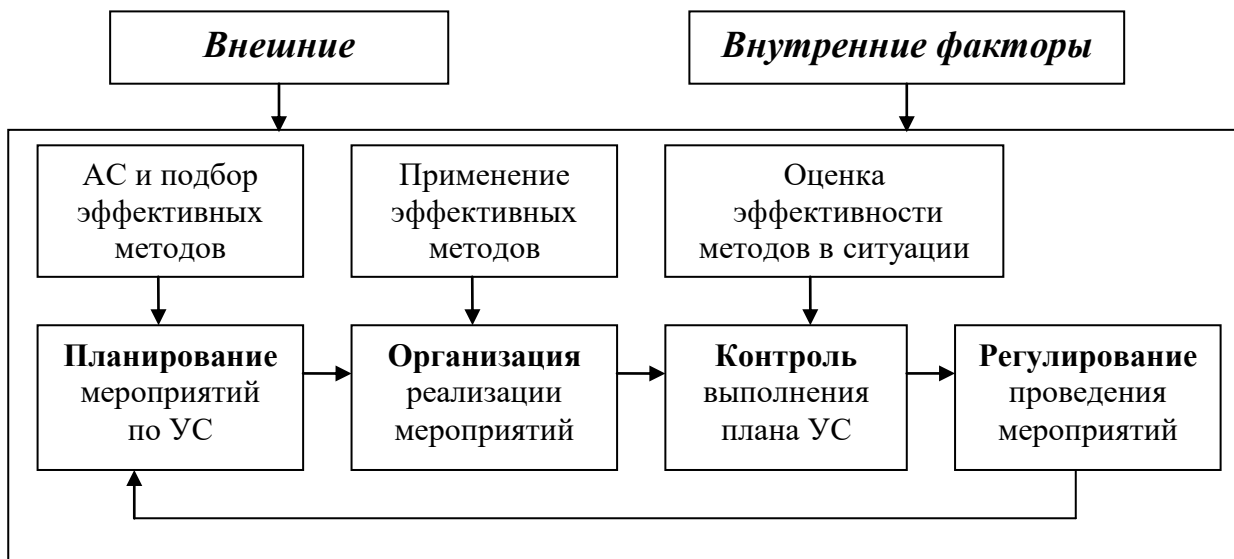 Внешние
Внутренние факторы
АС и подбор
эффективных
методов
Применение
эффективных
методов
Оценка
эффективности
методов в ситуации
Планирование
мероприятий
по УС
Организация
реализации
мероприятий
Контроль
выполнения
плана УС
Регулирование
проведения
мероприятий